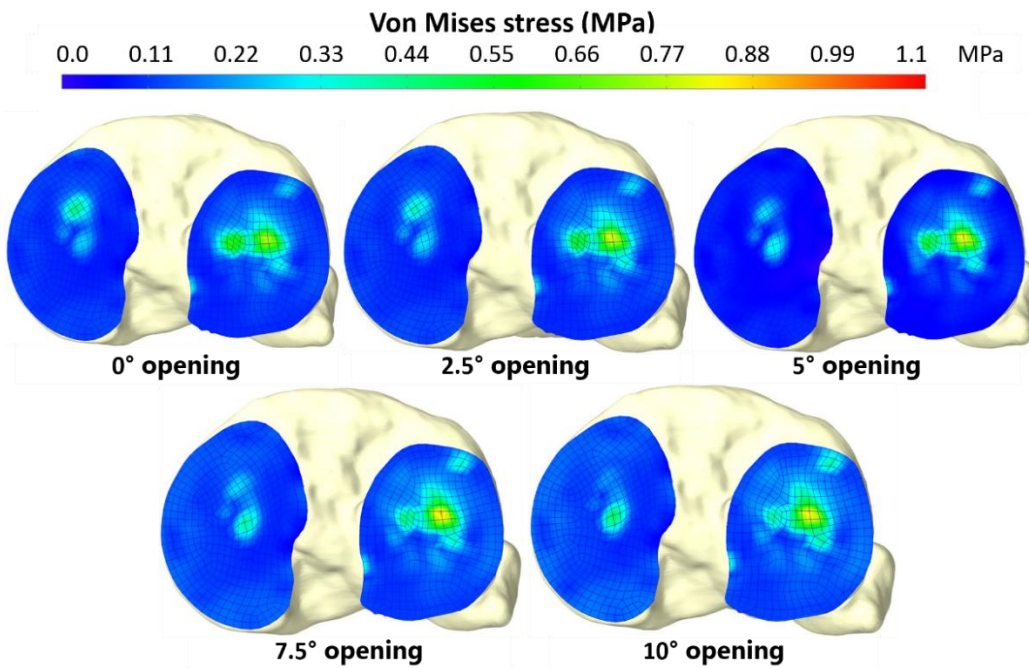 Von Mises stress (MPa)
0.0 0.11 0.22 0.33 0.44 0.55 0.66 0.77 0.88 0.99 1.1 MPa
0° opening 2.5° opening 5° opening
7.5° opening 10° opening